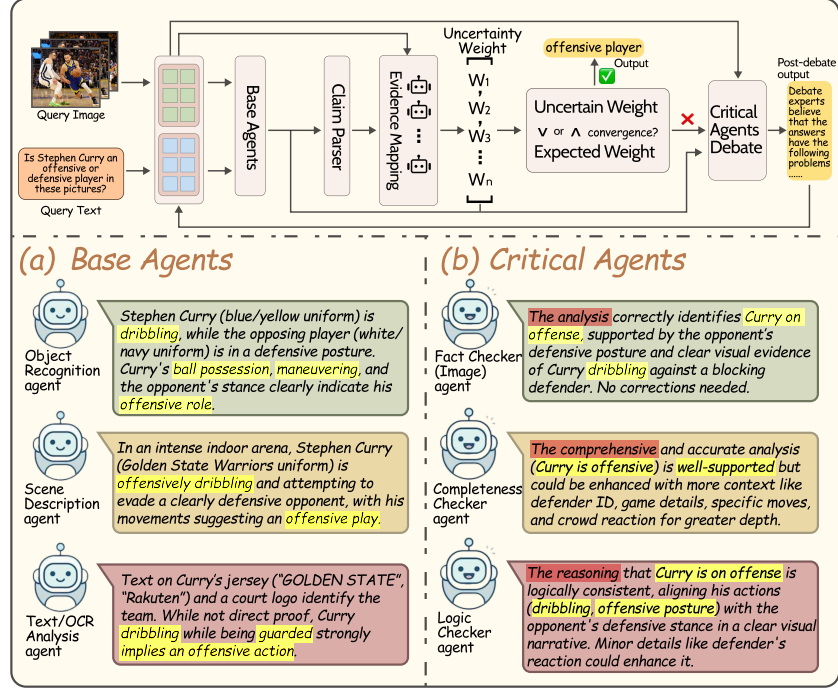 Query Image
Is Stephen Curry an
offensive or
defensive player in
these pictures?
Query Text
Base Agents
Claim Parser
Evidence Mapping
...
Uncertainty
Weight
W1
,
W2
,
W3
⋮
Wn
offensive player
Output
Uncertain Weight
∨ or ∧ convergence?
Expected Weight
Critical
Agents
Debate
Post-debate
output
Debate
experts
believe
that the
answers
have the
following
problems
......
(a) Base Agents
Object
Recognition
agent
Stephen Curry (blue/yellow uniform) is
dribbling, while the opposing player (white/
navy uniform) is in a defensive posture.
Curry's ball possession, maneuvering, and
the opponent's stance clearly indicate his
offensive role.
Scene
Description
agent
In an intense indoor arena, Stephen Curry
(Golden State Warriors uniform) is
offensively dribbling and attempting to
evade a clearly defensive opponent, with his
movements suggesting an offensive play.
Text/OCR
Analysis
agent
Text on Curry's jersey ("GOLDEN STATE",
"Rakuten") and a court logo identify the
team. While not direct proof, Curry
dribbling while being guarded strongly
implies an offensive action.
(b) Critical Agents
Fact Checker
(Image)
agent
The analysis correctly identifies Curry on
offense, supported by the opponent's
defensive posture and clear visual evidence
of Curry dribbling against a blocking
defender. No corrections needed.
Completeness
Checker
agent
The comprehensive and accurate analysis
(Curry is offensive) is well-supported but
could be enhanced with more context like
defender ID, game details, specific moves,
and crowd reaction for greater depth.
Logic
Checker
agent
The reasoning that Curry is on offense is
logically consistent, aligning his actions
(dribbling, offensive posture) with the
opponent's defensive stance in a clear visual
narrative. Minor details like defender's
reaction could enhance it.